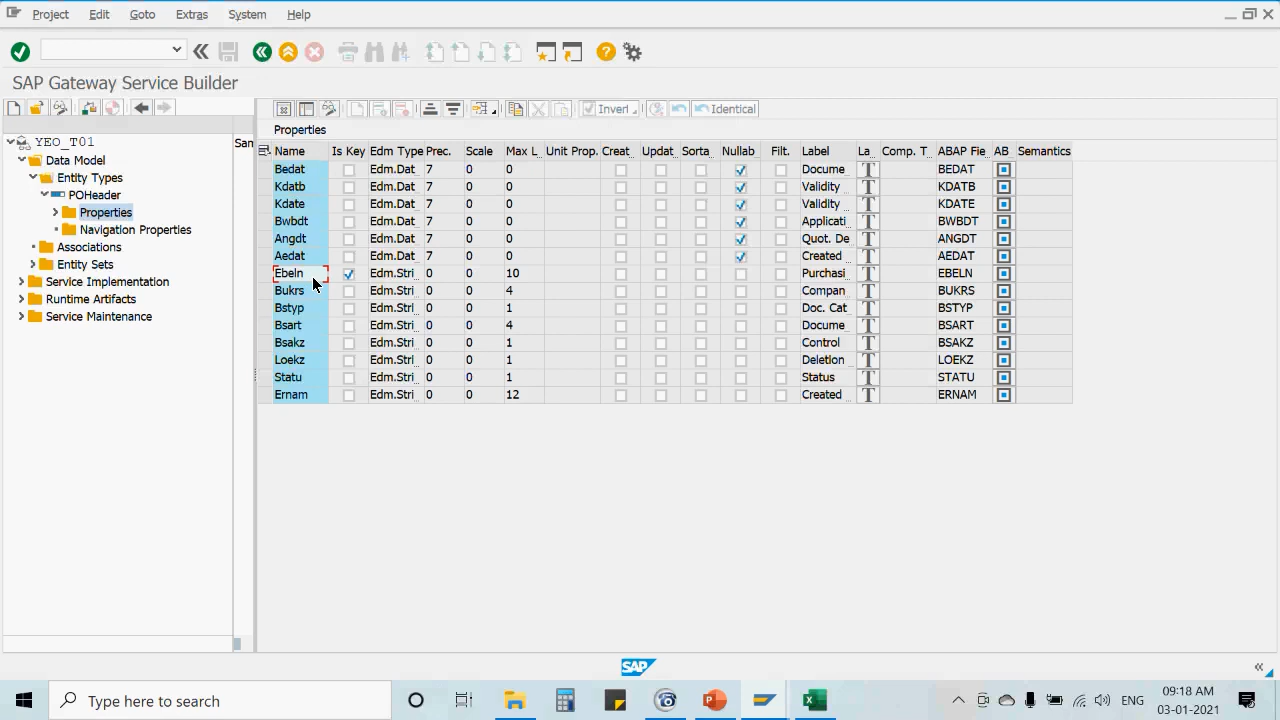 Project Edit Goto Extras System Help
SAP Gateway Service Builder
Inverl Identical
YEO_T01
San
Data Model
Entity Types
POHeader
Properties
Navigation Properties
Associations
Entity Sets
Service Implementation
Runtime Artifacts
Service Maintenance
Properties
Name Is Key Edm Type Prec. Scale Max L.. Unit Prop. Creat Updat Sorta Nullab Filt. Label La.. Comp. T ABAP Fie AB Semantics
Bedat Edm.Dat 7 0 0 Docume T BEDAT
Kdatb Edm.Dat 7 0 0 Validity T KDATB
Kdate Edm.Dat 7 0 0 Validity T KDATE
Bwbdt Edm.Dat 7 0 0 Applicati T BWBDT
Angdt Edm.Dat 7 0 0 Quot. De T ANGDT
Aedat Edm.Dat 7 0 0 Created T AEDAT
Ebeln Edm.Stri 0 0 10 Purchasi T EBELN
Bukrs Edm.Stri 0 0 4 Compan T BUKRS
Bstyp Edm.Stri 0 0 1 Doc. Cat T BSTYP
Bsart Edm.Stri 0 0 4 Docume T BSART
Bsakz Edm.Stri 0 0 1 Control T BSAKZ
Loekz Edm.Stri 0 0 1 Deletion T LOEKZ
Statu Edm.Stri 0 0 1 Status T STATU
Ernam Edm.Stri 0 0 12 Created T ERNAM
SAP
Type here to search
ENG
09:18 AM
03-01-2021